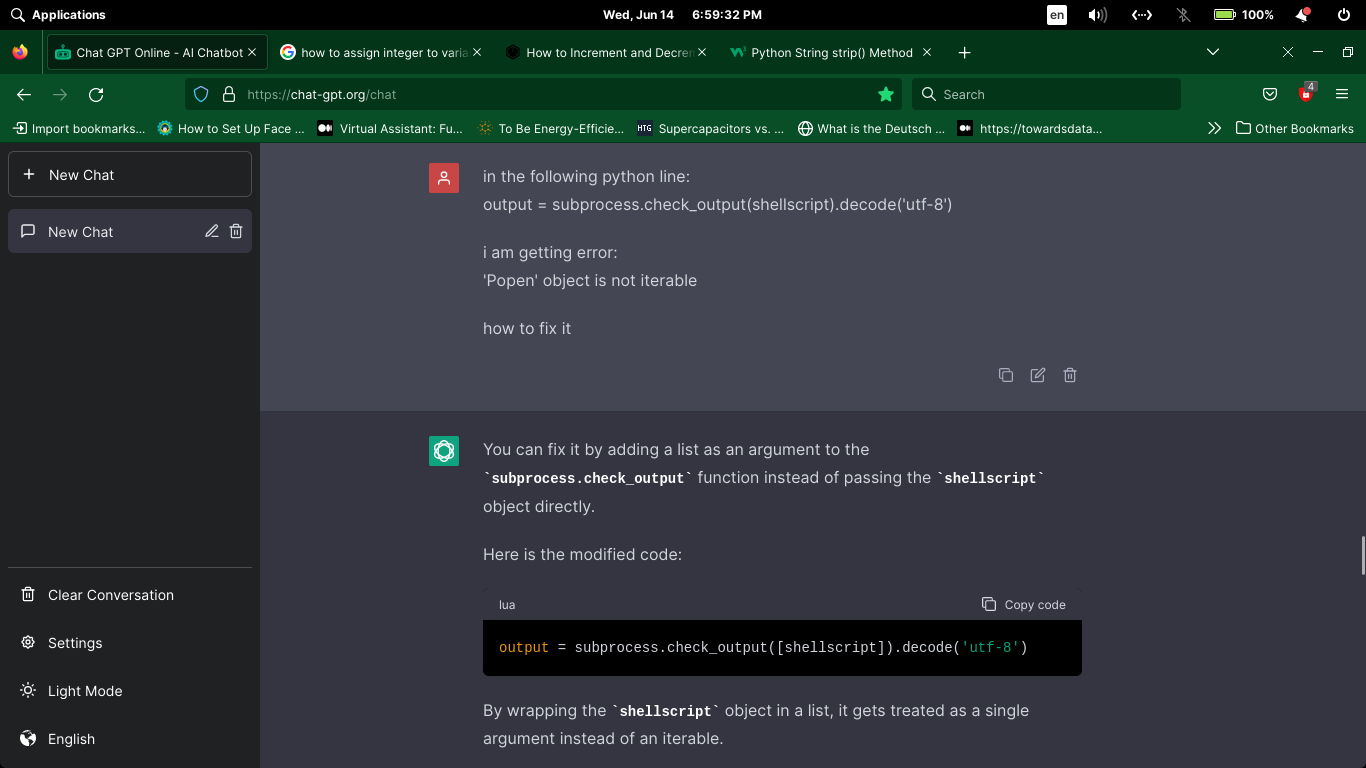 Applications
Wed, Jun 14 6:59:32 PM
en
100%
Chat GPT Online - AI Chatbot
how to assign integer to varia
How to Increment and Decren
Python String strip() Method
https://chat-gpt.org/chat
Search
4
Import bookmarks...
How to Set Up Face ...
Virtual Assistant: Fu...
To Be Energy-Efficie...
HTG Supercapacitors vs. ...
What is the Deutsch ...
https://towardsdata...
Other Bookmarks
New Chat
New Chat
in the following python line:
output = subprocess.check_output(shellscript).decode('utf-8')
i am getting error:
'Popen' object is not iterable
how to fix it
You can fix it by adding a list as an argument to the
`subprocess.check_output` function instead of passing the `shellscript`
object directly.
Here is the modified code:
lua
Copy code
output = subprocess.check_output([shellscript]).decode('utf-8')
By wrapping the `shellscript` object in a list, it gets treated as a single
argument instead of an iterable.
Clear Conversation
Settings
Light Mode
English